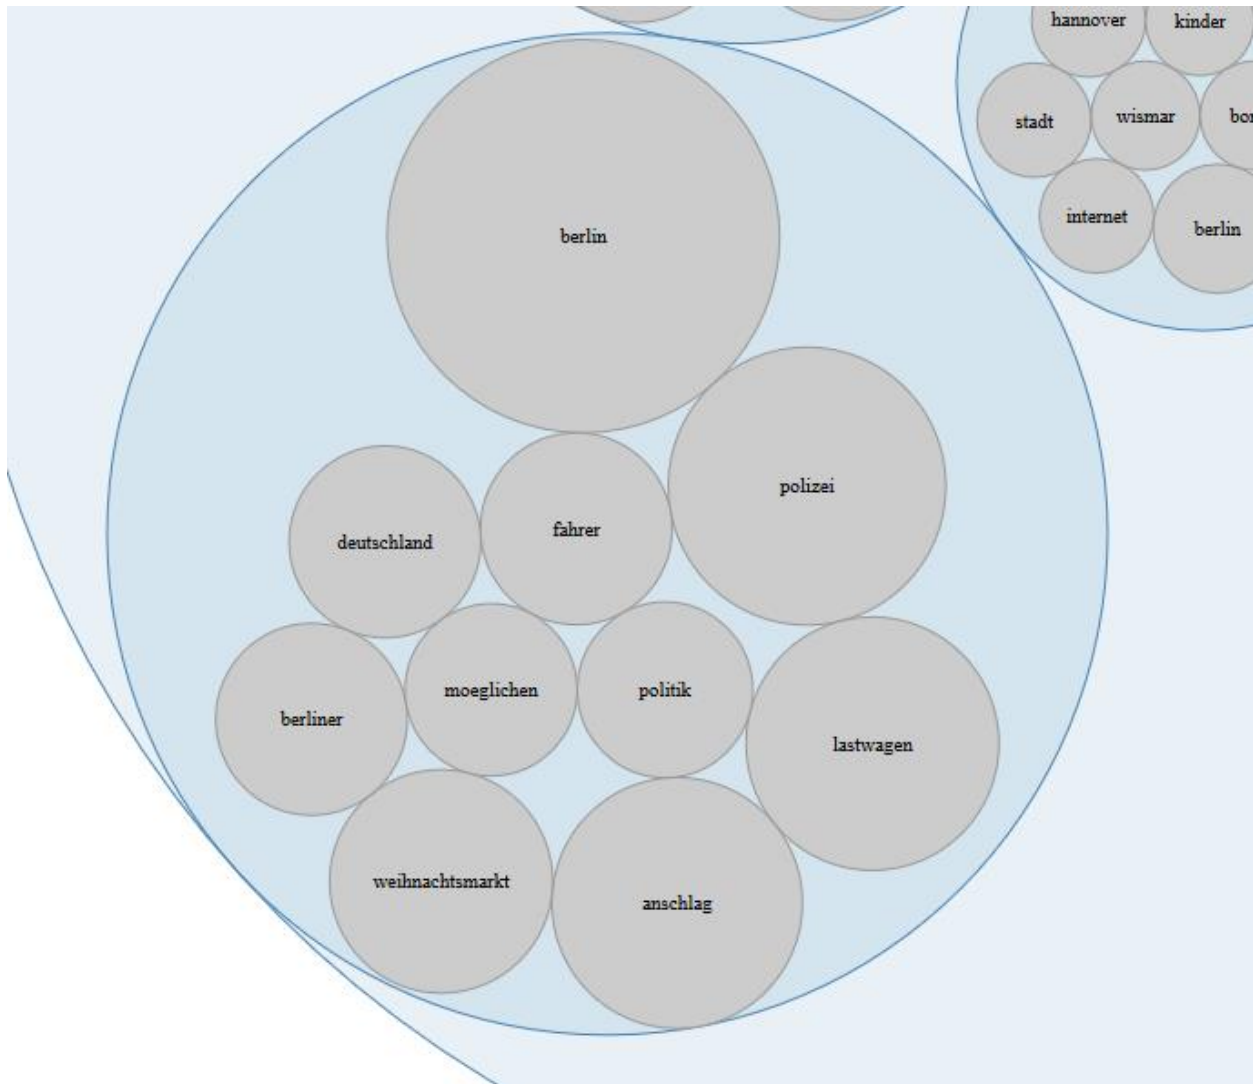 hannover
kinder
stadt
wismar
internet
berlin
berlin
polizei
fahrer
deutschland
moeglichen
politik
berliner
lastwagen
weihnachtsmarkt
anschlag